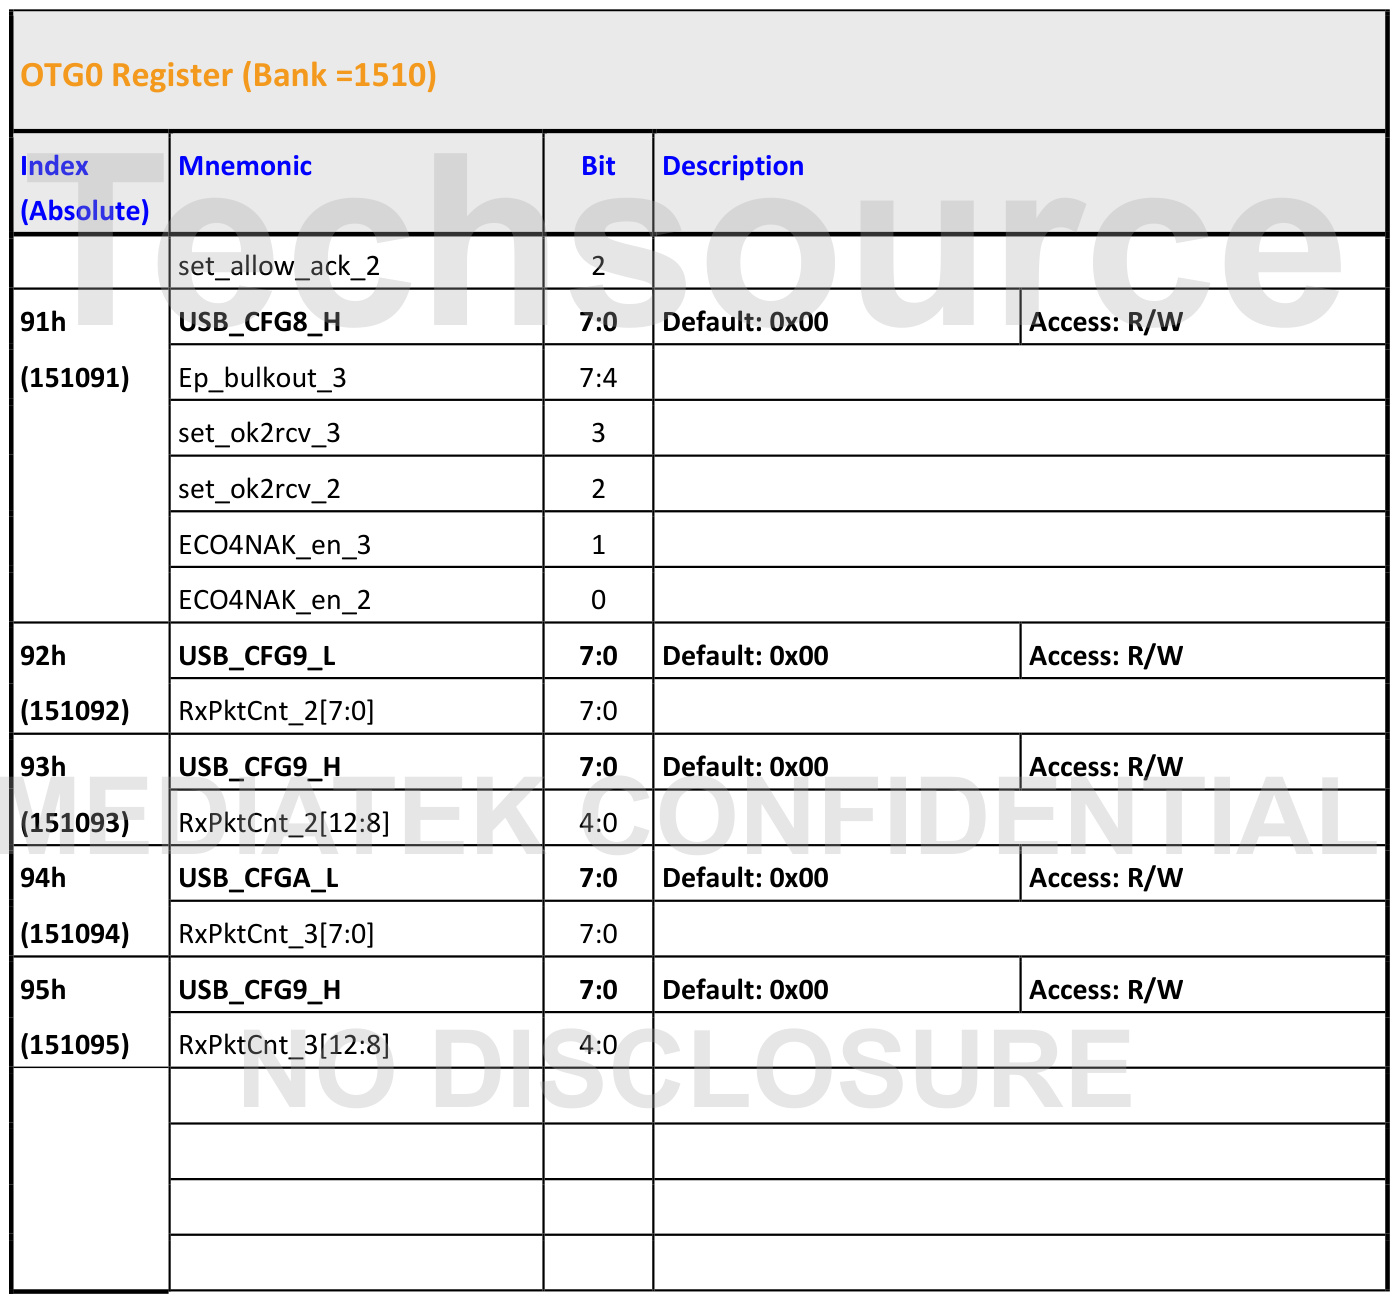 OTG0 Register (Bank =1510)
Index (Absolute) Mnemonic Bit Description
set_allow_ack_2 2
91h (151091) USB_CFG8_H 7:0 Default: 0x00 Access: R/W
Ep_bulkout_3 7:4
set_ok2rcv_3 3
set_ok2rcv_2 2
ECO4NAK_en_3 1
ECO4NAK_en_2 0
92h (151092) USB_CFG9_L 7:0 Default: 0x00 Access: R/W
RxPktCnt_2[7:0] 7:0
93h (151093) USB_CFG9_H 7:0 Default: 0x00 Access: R/W
RxPktCnt_2[12:8] 4:0
94h (151094) USB_CFGA_L 7:0 Default: 0x00 Access: R/W
RxPktCnt_3[7:0] 7:0
95h (151095) USB_CFG9_H 7:0 Default: 0x00 Access: R/W
RxPktCnt_3[12:8] 4:0
Techsource
MEDIATEK CONFIDENTIAL
NO DISCLOSURE